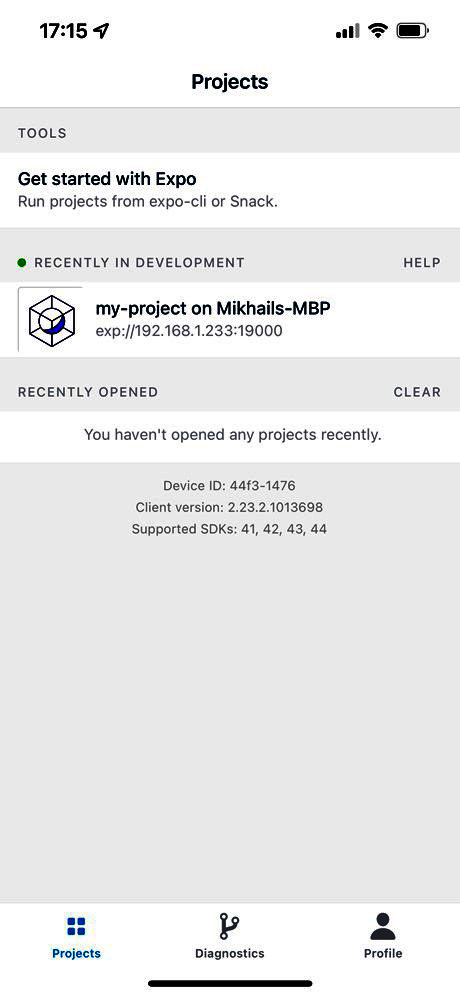 17:15
Projects
TOOLS
Get started with Expo
Run projects from expo-cli or Snack.
RECENTLY IN DEVELOPMENT HELP
my-project on Mikhails-MBP
exp://192.168.1.233:19000
RECENTLY OPENED CLEAR
You haven't opened any projects recently.
Device ID: 44f3-1476
Client version: 2.23.2.1013698
Supported SDKs: 41, 42, 43, 44
Projects Diagnostics Profile